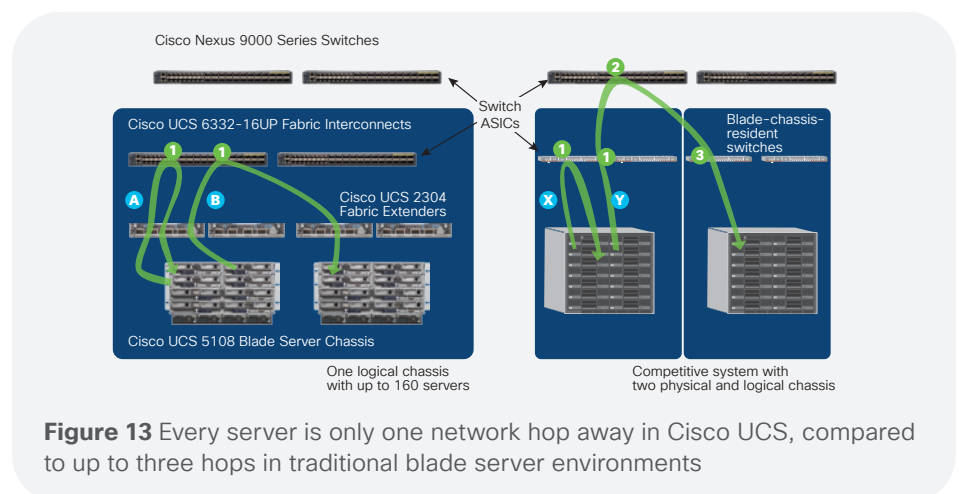 Cisco Nexus 9000 Series Switches
2
Switch
ASICs
Cisco UCS 6332-16UP Fabric Interconnects
Blade-chassis-
resident
switches
1
1
1
1
3
A
B
Cisco UCS 2304
Fabric Extenders
X
Y
Cisco UCS 5108 Blade Server Chassis
One logical chassis
with up to 160 servers
Competitive system with
two physical and logical chassis
Figure 13 Every server is only one network hop away in Cisco UCS, compared
to up to three hops in traditional blade server environments